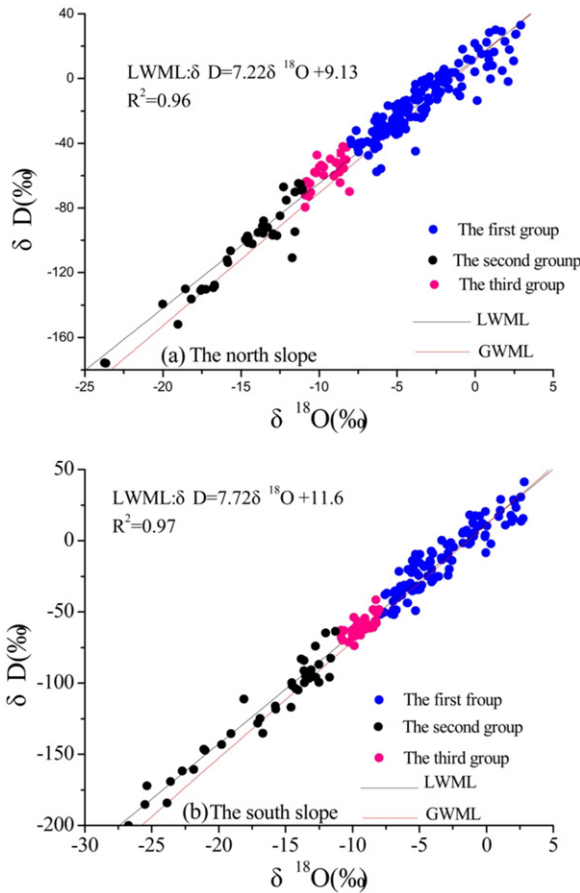 (a)
40
0
-40
-80
-120
-160
δ D(‰)
LWML:δ D=7.22δ ¹⁸O +9.13
R²=0.96
The first group
The second grounp
The third group
LWML
GWML
(a) The north slope
-25 -20 -15 -10 -5 0 5
δ ¹⁸O(‰)
(b)
50
0
-50
-100
-150
-200
δ D(‰)
LWML:δ D=7.72δ ¹⁸O +11.6
R²=0.97
The first froup
The second group
The third group
LWML
GWML
(b) The south slope
-30 -25 -20 -15 -10 -5 0 5
δ ¹⁸O(‰)